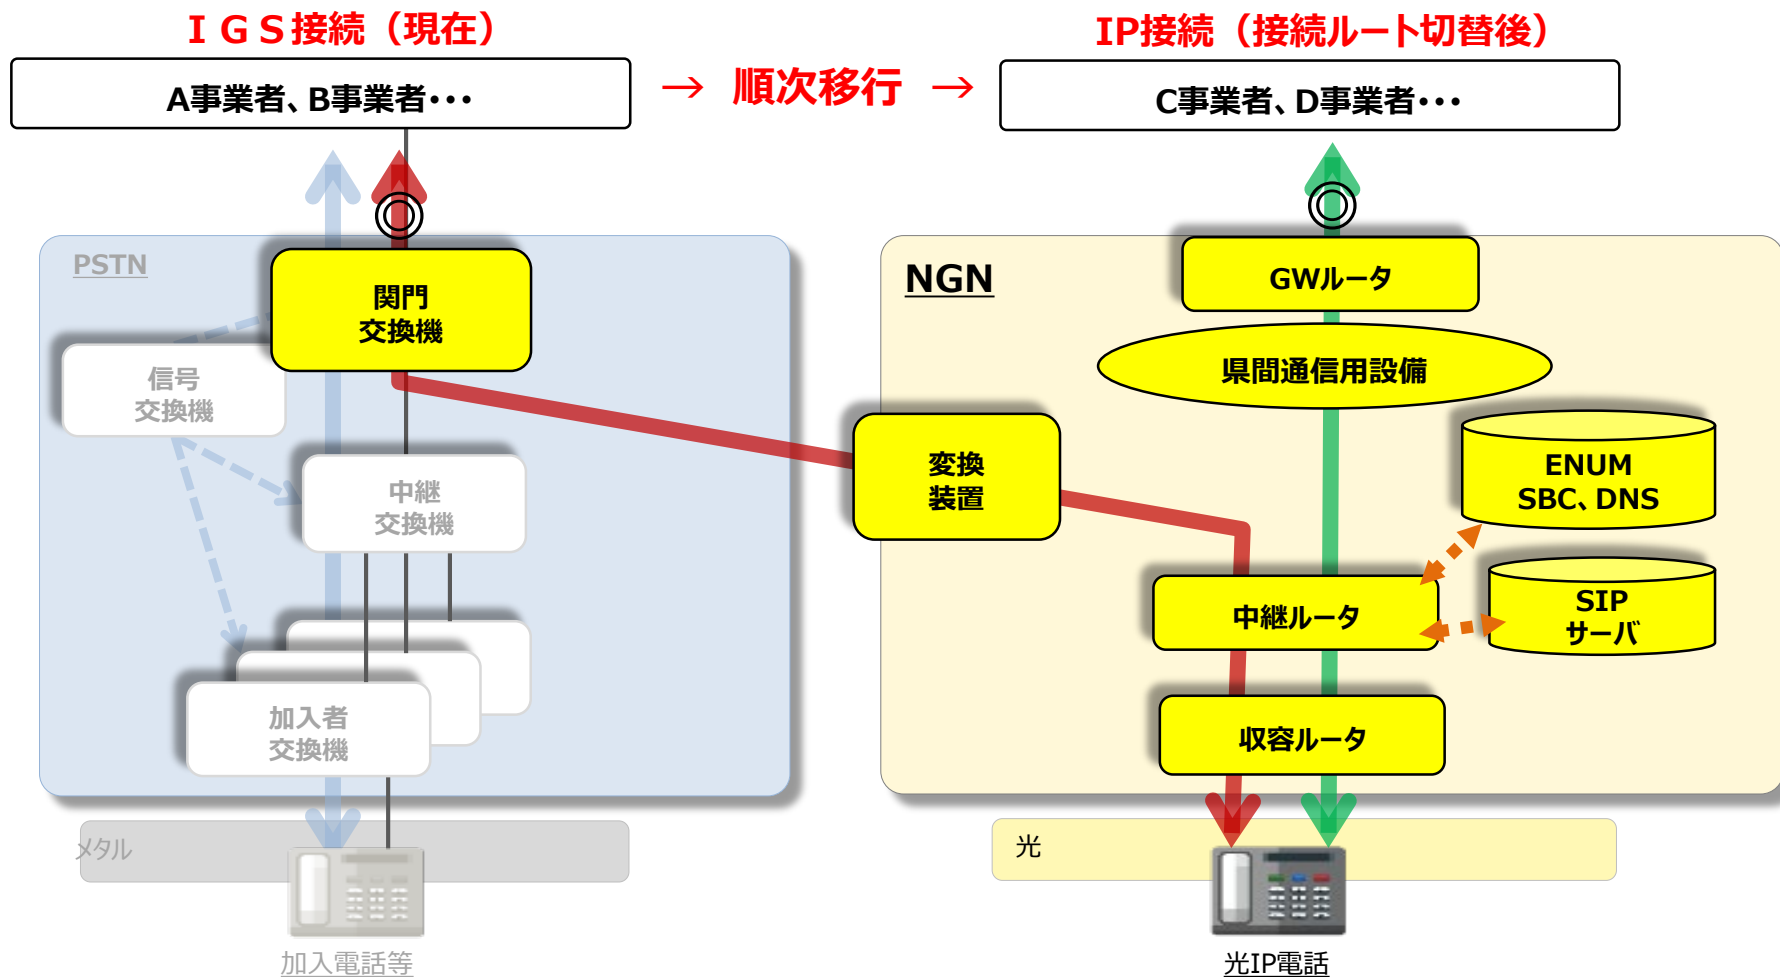 ＩＧＳ接続（現在）
IP接続（接続ルート切替後）
→ 順次移行 →
A事業者、B事業者・・・
C事業者、D事業者・・・
PSTN
関門
交換機
信号
交換機
中継
交換機
加入者
交換機
メタル
加入電話等
NGN
GWルータ
県間通信用設備
変換
装置
ENUM
SBC、DNS
中継ルータ
SIP
サーバ
収容ルータ
光
光IP電話